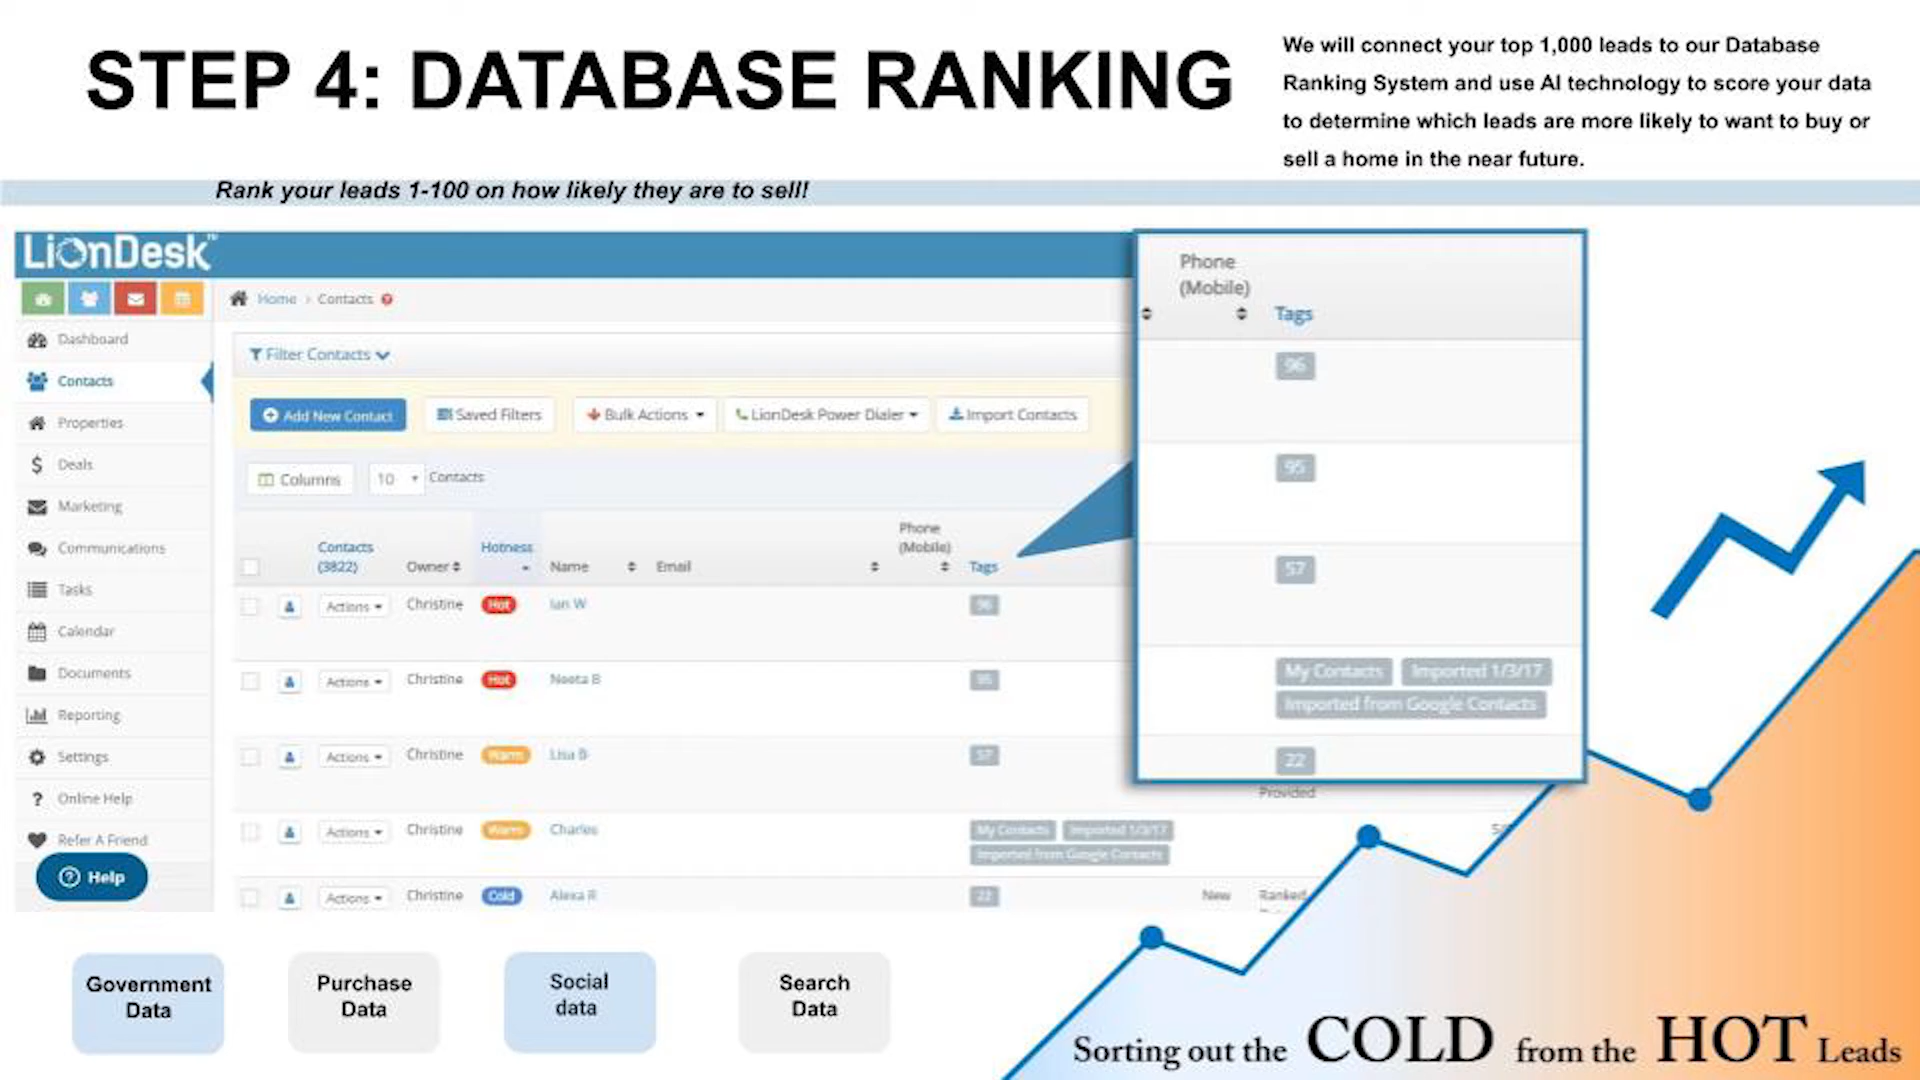 STEP 4: DATABASE RANKING
We will connect your top 1,000 leads to our Database
Ranking System and use AI technology to score your data
to determine which leads are more likely to want to buy or
sell a home in the near future.
Rank your leads 1-100 on how likely they are to sell!
LionDesk™
Home › Contacts
Dashboard
Contacts
Properties
Deals
Marketing
Communications
Tasks
Calendar
Documents
Reporting
Settings
Online Help
Refer A Friend
Help
Filter Contacts
Add New Contact Saved Filters Bulk Actions LionDesk Power Dialer Import Contacts
Columns 10 Contacts
Contacts (3822) Owner Hotness Name Email Phone (Mobile) Tags
Actions Christine Hot Ian W 96
Actions Christine Hot Neeta B 95
Actions Christine Warm Lisa B 57
Actions Christine Warm Charles My Contacts Imported 1/3/17
Imported from Google Contacts
Actions Christine Cold Alexa R 22 New Ranked
Phone
(Mobile)
Tags
96
95
57
My Contacts Imported 1/3/17
Imported from Google Contacts
22
Provided
Government
Data
Purchase
Data
Social
data
Search
Data
Sorting out the COLD from the HOT Leads